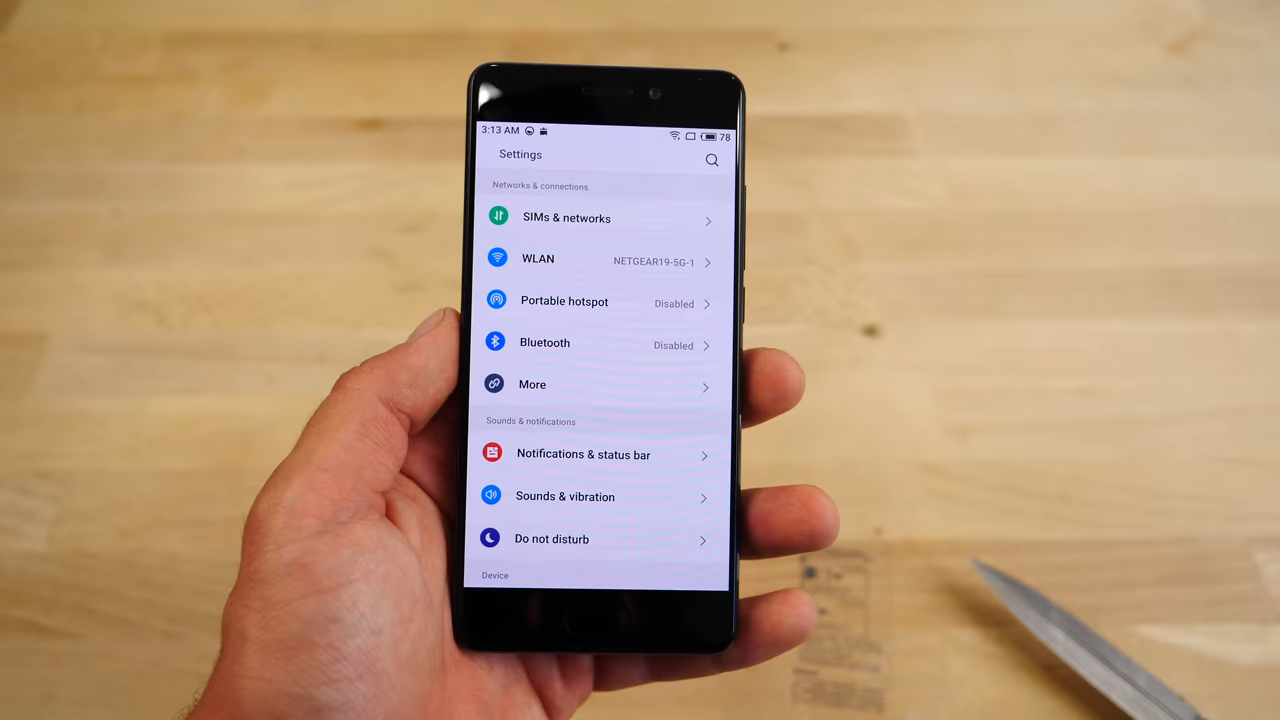 3:13 AM 78
Settings
Networks & connections
SIMs & networks
WLAN NETGEAR19-5G-1
Portable hotspot Disabled
Bluetooth Disabled
More
Sounds & notifications
Notifications & status bar
Sounds & vibration
Do not disturb
Device